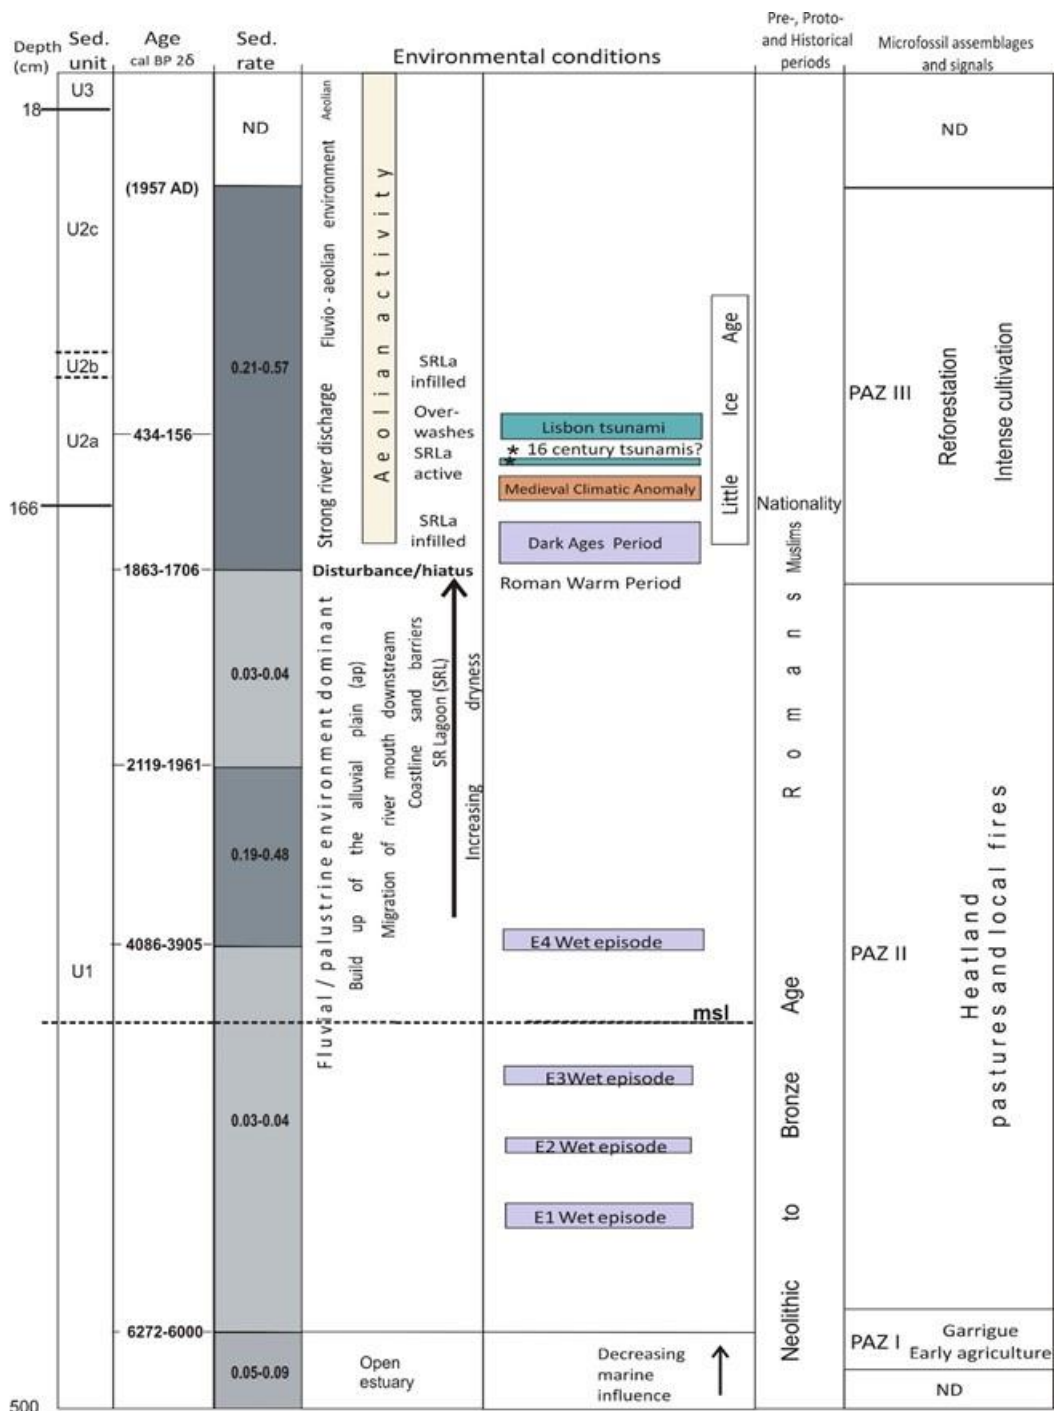 Depth
(cm)
Sed.
unit
Age
cal BP 2δ
Sed.
rate
Environmental conditions
Pre-, Proto-
and Historical
periods
Microfossil assemblages
and signals
18
166
500
U3
U2c
U2b
U2a
U1
(1957 AD)
434-156
1863-1706
2119-1961
4086-3905
6272-6000
ND
0.21-0.57
0.03-0.04
0.19-0.48
0.03-0.04
0.05-0.09
Aeolian
Fluvio - aeolian environment
Strong river discharge
Aeolian activity
SRLa
infilled
Over-
washes
SRLa
active
SRLa
infilled
Disturbance/hiatus
Fluvial / palustrine environment dominant
Build up of the alluvial plain (ap)
Migration of river mouth downstream
Coastline sand barriers
SR Lagoon (SRL)
Increasing dryness
Open
estuary
Little Ice Age
Lisbon tsunami
* 16 century tsunamis?
*
Medieval Climatic Anomaly
Dark Ages Period
Roman Warm Period
E4 Wet episode
msl
E3Wet episode
E2 Wet episode
E1 Wet episode
Decreasing
marine
influence
Nationality
Muslims
Romans
Neolithic to Bronze Age
ND
PAZ III
Reforestation
Intense cultivation
PAZ II
Heatland
pastures and local fires
PAZ I
Garrigue
Early agriculture
ND